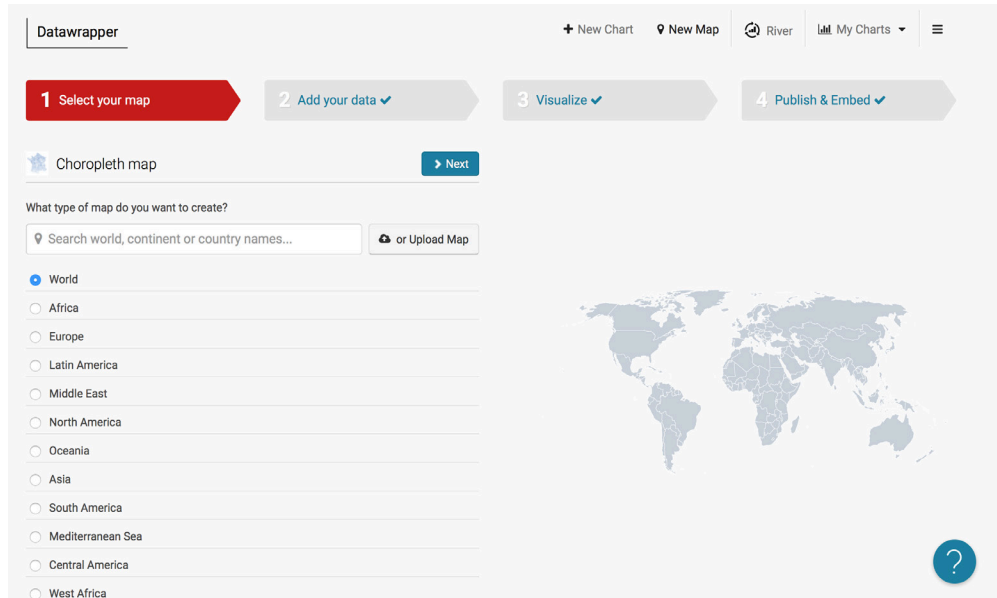 Datawrapper
New Chart
New Map
River
My Charts
1 Select your map
2 Add your data
3 Visualize
4 Publish & Embed
Choropleth map
Next
What type of map do you want to create?
Search world, continent or country names...
or Upload Map
World
Africa
Europe
Latin America
Middle East
North America
Oceania
Asia
South America
Mediterranean Sea
Central America
West Africa
?